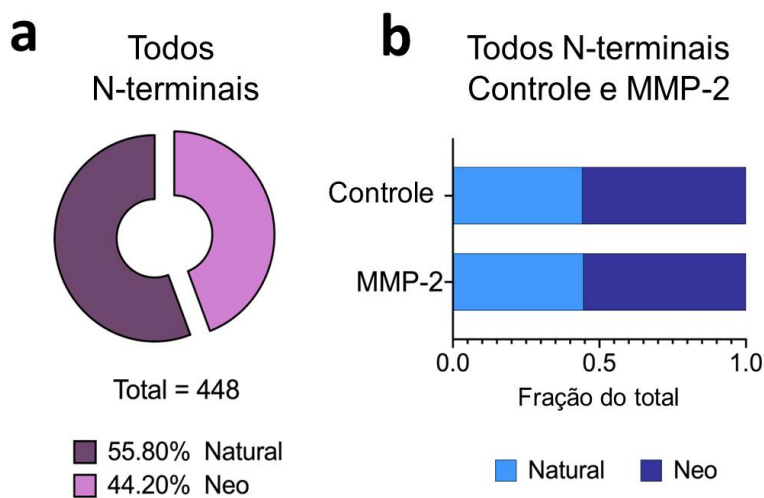 a
Todos
N-terminais
Total = 448
55.80% Natural
44.20% Neo
b
Todos N-terminais
Controle e MMP-2
Controle
MMP-2
0.0 0.5 1.0
Fração do total
Natural Neo